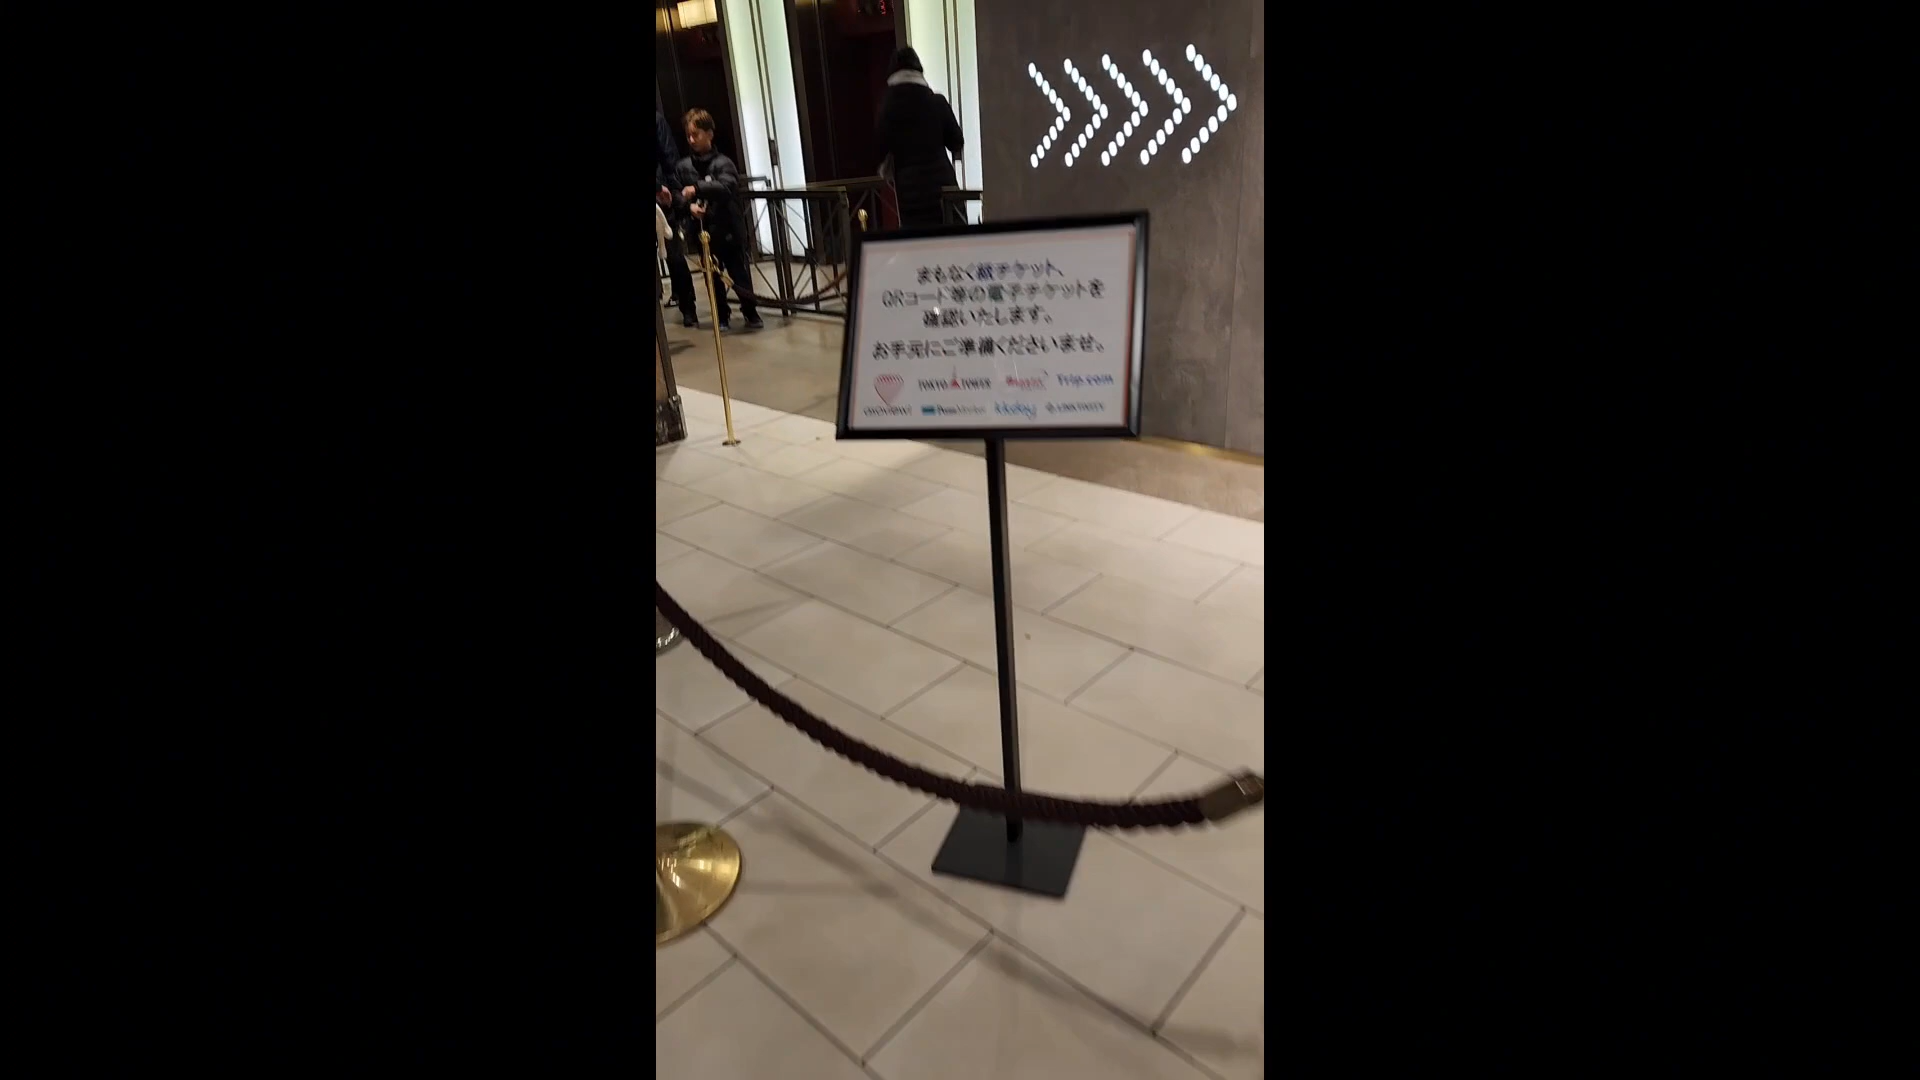 まもなく紙チケット、
QRコード等の電子チケットを
確認いたします。
お手元にご準備くださいませ。
TOKYO TOWER Trip.com
Klook